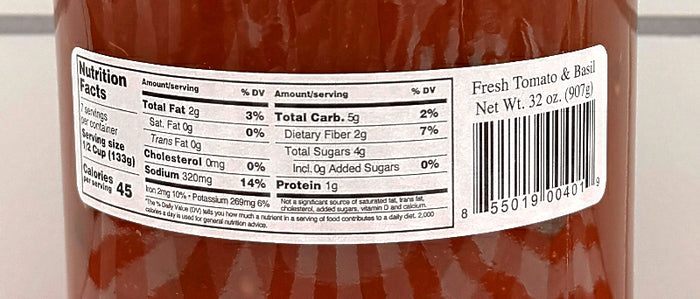 Nutrition
Facts
7 servings
per container
Serving size
1/2 Cup (133g)
Calories
per serving 45
Amount/serving % DV
Total Fat 2g 3%
Sat. Fat 0g 0%
Trans Fat 0g
Cholesterol 0mg 0%
Sodium 320mg 14%
Amount/serving % DV
Total Carb. 5g 2%
Dietary Fiber 2g 7%
Total Sugars 4g
Incl. 0g Added Sugars 0%
Protein 1g
Iron 2mg 10% • Potassium 269mg 6%
Not a significant source of saturated fat, trans fat,
cholesterol, added sugars, vitamin D and calcium.
*The % Daily Value (DV) tells you how much a nutrient in a serving of food contributes to a daily diet. 2,000
calories a day is used for general nutrition advice.
Fresh Tomato & Basil
Net Wt. 32 oz. (907g)
8 55019 00401 9